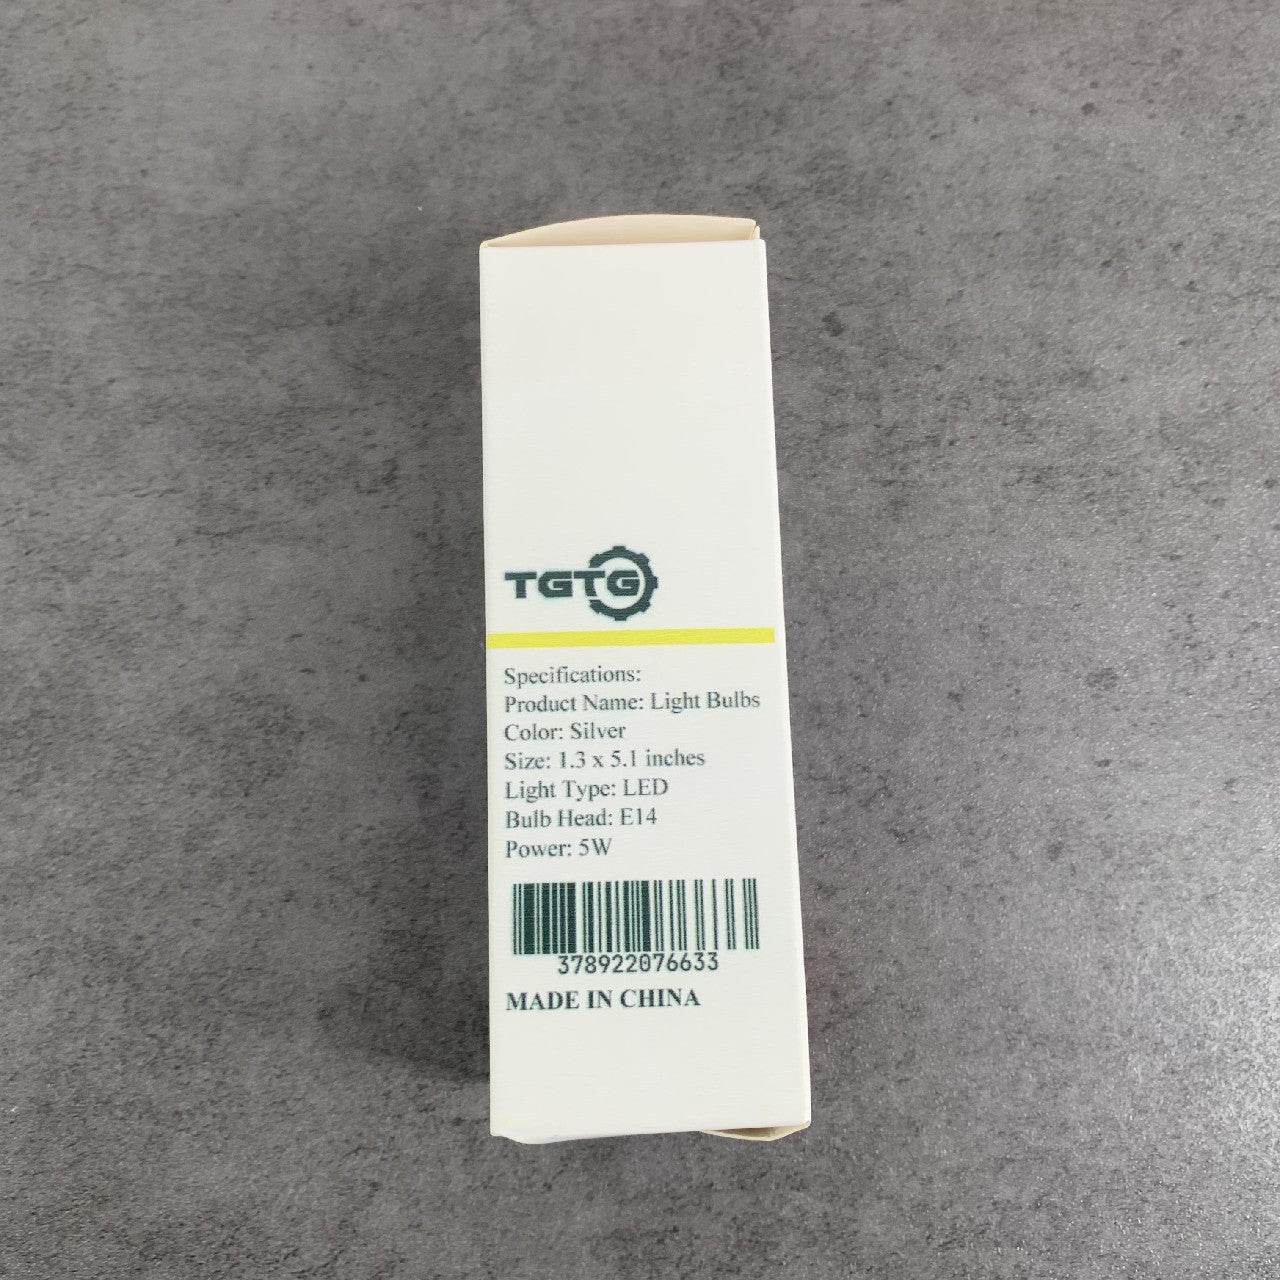 TGTG
Specifications:
Product Name: Light Bulbs
Color: Silver
Size: 1.3 x 5.1 inches
Light Type: LED
Bulb Head: E14
Power: 5W
378922076633
MADE IN CHINA